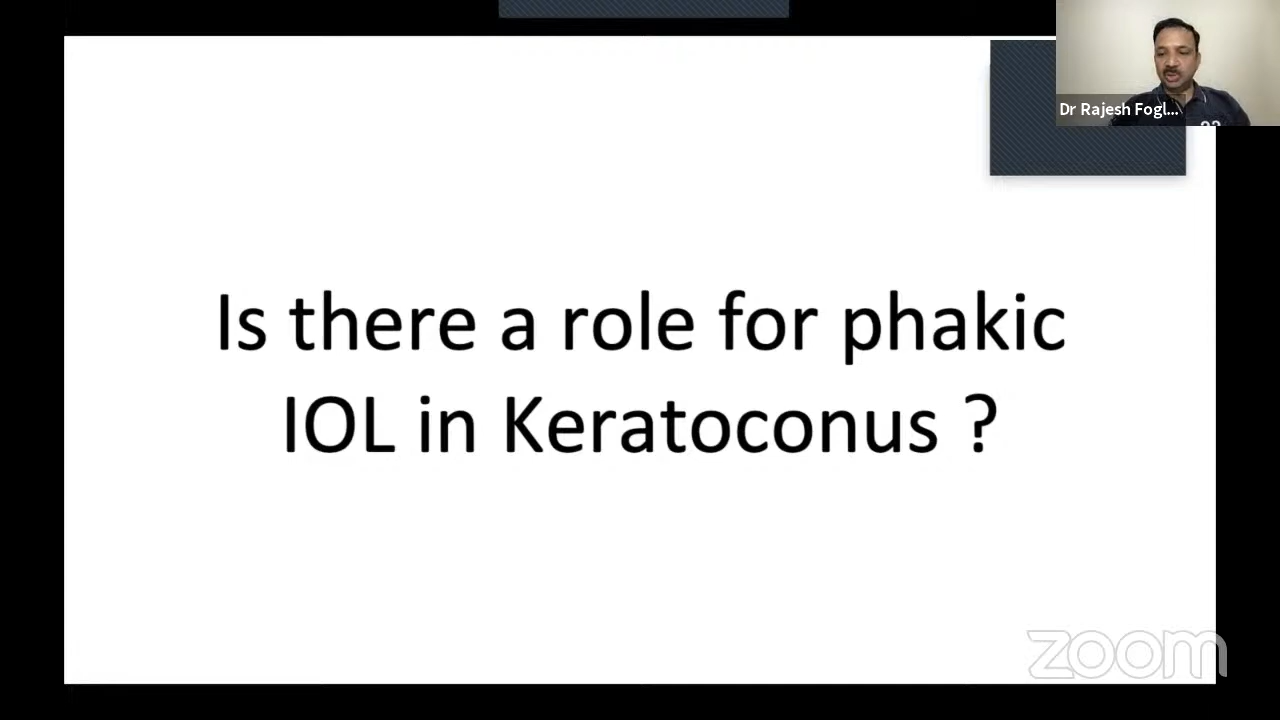 Dr Rajesh Fogl...
Is there a role for phakic
IOL in Keratoconus ?
zoom